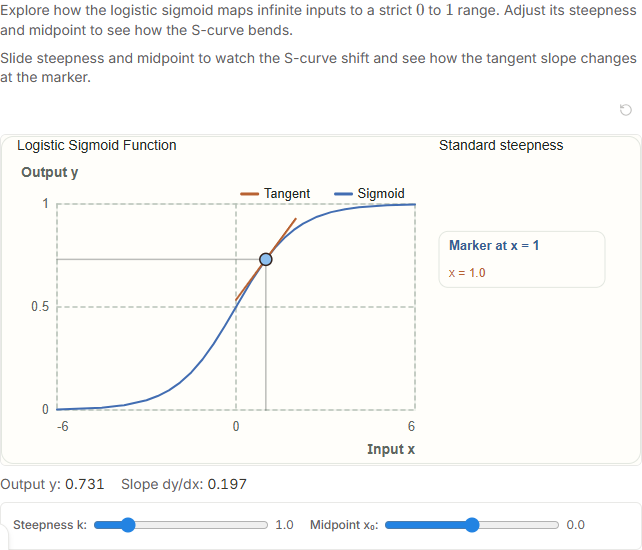 Explore how the logistic sigmoid maps infinite inputs to a strict 0 to 1 range. Adjust its steepness
and midpoint to see how the S-curve bends.
Slide steepness and midpoint to watch the S-curve shift and see how the tangent slope changes
at the marker.
Logistic Sigmoid Function
Standard steepness
Output y
Tangent
Sigmoid
1
0.5
0
-6
0
6
Input x
Marker at x = 1
x = 1.0
Output y: 0.731 Slope dy/dx: 0.197
Steepness k: 1.0 Midpoint x₀: 0.0